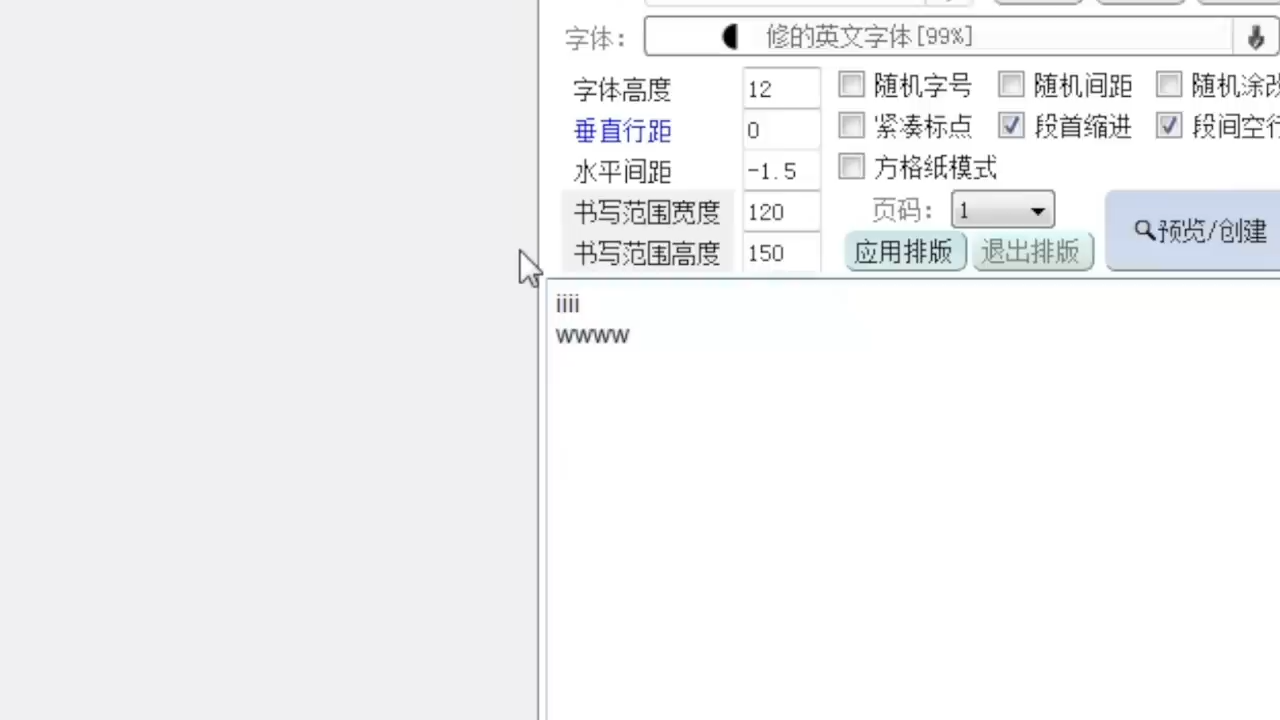 字体： 修的英文字体[99%]
字体高度 12 随机字号 随机间距 随机涂改
垂直行距 0 紧凑标点 段首缩进 段间空行
水平间距 -1.5 方格纸模式
书写范围宽度 120 页码： 1 预览/创建
书写范围高度 150 应用排版 退出排版
iiii
wwww